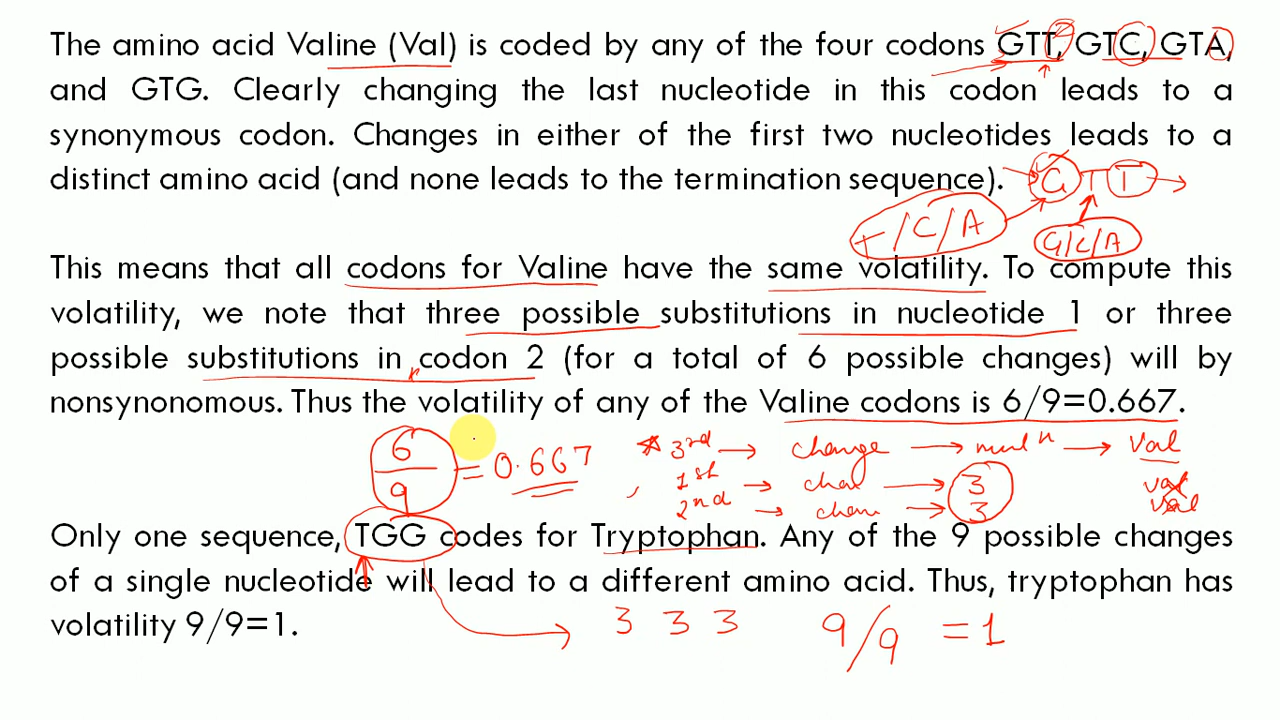 The amino acid Valine (Val) is coded by any of the four codons GTT, GTC, GTA,
and GTG. Clearly changing the last nucleotide in this codon leads to a
synonymous codon. Changes in either of the first two nucleotides leads to a
distinct amino acid (and none leads to the termination sequence).
G T T
T/C/A
G/C/A
This means that all codons for Valine have the same volatility. To compute this
volatility, we note that three possible substitutions in nucleotide 1 or three
possible substitutions in codon 2 (for a total of 6 possible changes) will by
nonsynonomous. Thus the volatility of any of the Valine codons is 6/9=0.667.
6/9 = 0.667
3rd → change → → Val
1st → chan → 3 val
2nd → chan → 3 val
Only one sequence, TGG codes for Tryptophan. Any of the 9 possible changes
of a single nucleotide will lead to a different amino acid. Thus, tryptophan has
volatility 9/9=1.
3 3 3 9/9 = 1